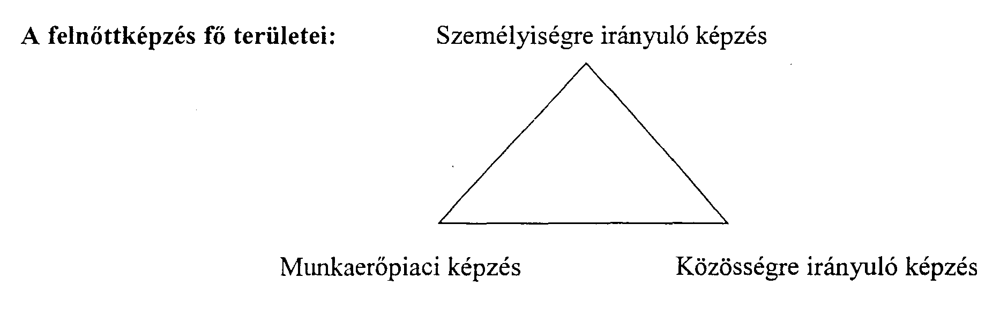 A felnőttképzés fő területei: Személyiségre irányuló képzés
Munkaerőpiaci képzés Közösségre irányuló képzés